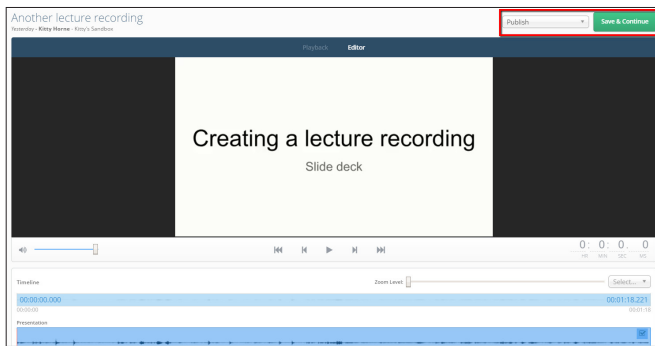 Another lecture recording
Yesterday - Kitty Horne - Kitty's Sandbox
Publish
Save & Continue
Playback Editor
Creating a lecture recording
Slide deck
0: 0: 0. 0
HR MIN SEC MS
Timeline
Zoom Level
Select...
00:00:00.000 00:01:18.221
00:00:00 00:01:18
Presentation